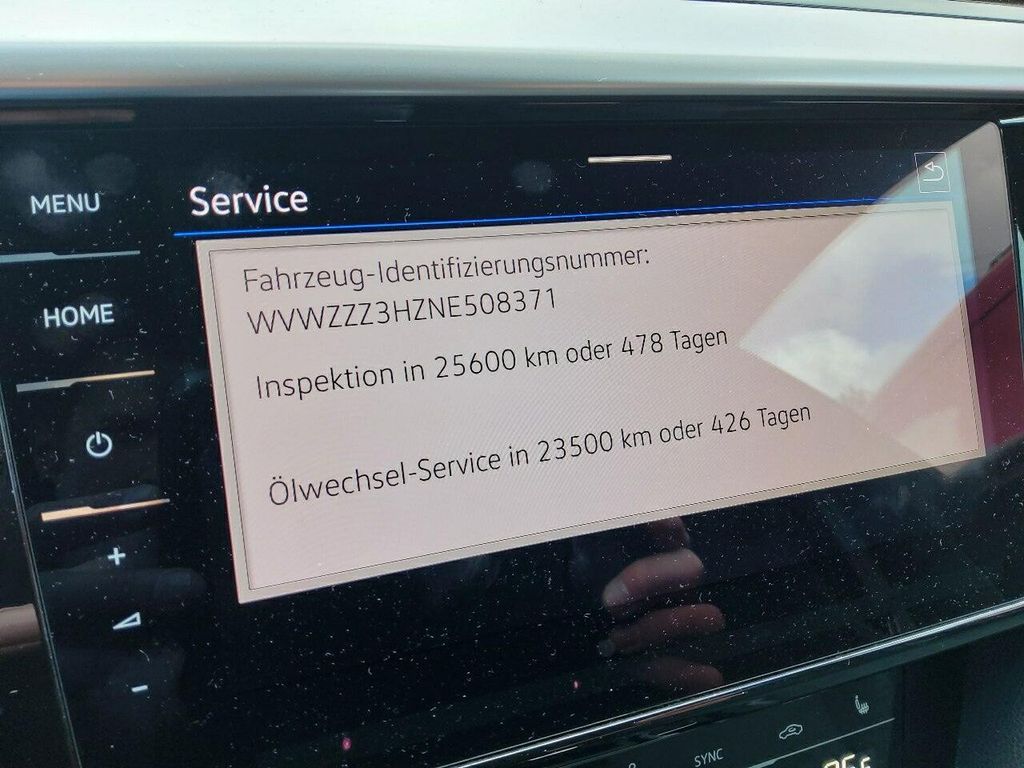 MENU
Service
HOME
Fahrzeug-Identifizierungsnummer:
WVWZZZ3HZNE508371
Inspektion in 25600 km oder 478 Tagen
Ölwechsel-Service in 23500 km oder 426 Tagen
+
-
SYNC